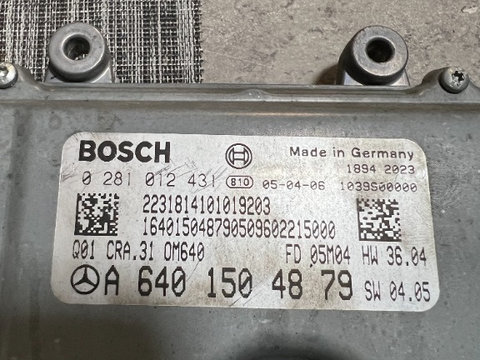 BOSCH
Made in Germany
1894 2023
0 281 012 431 B10 05-04-06 1039S00000
2231814101019203
164015048790509602215000
Q01 CRA.31 OM640 FD 05M04 HW 36.04
A 640 150 48 79 SW 04.05